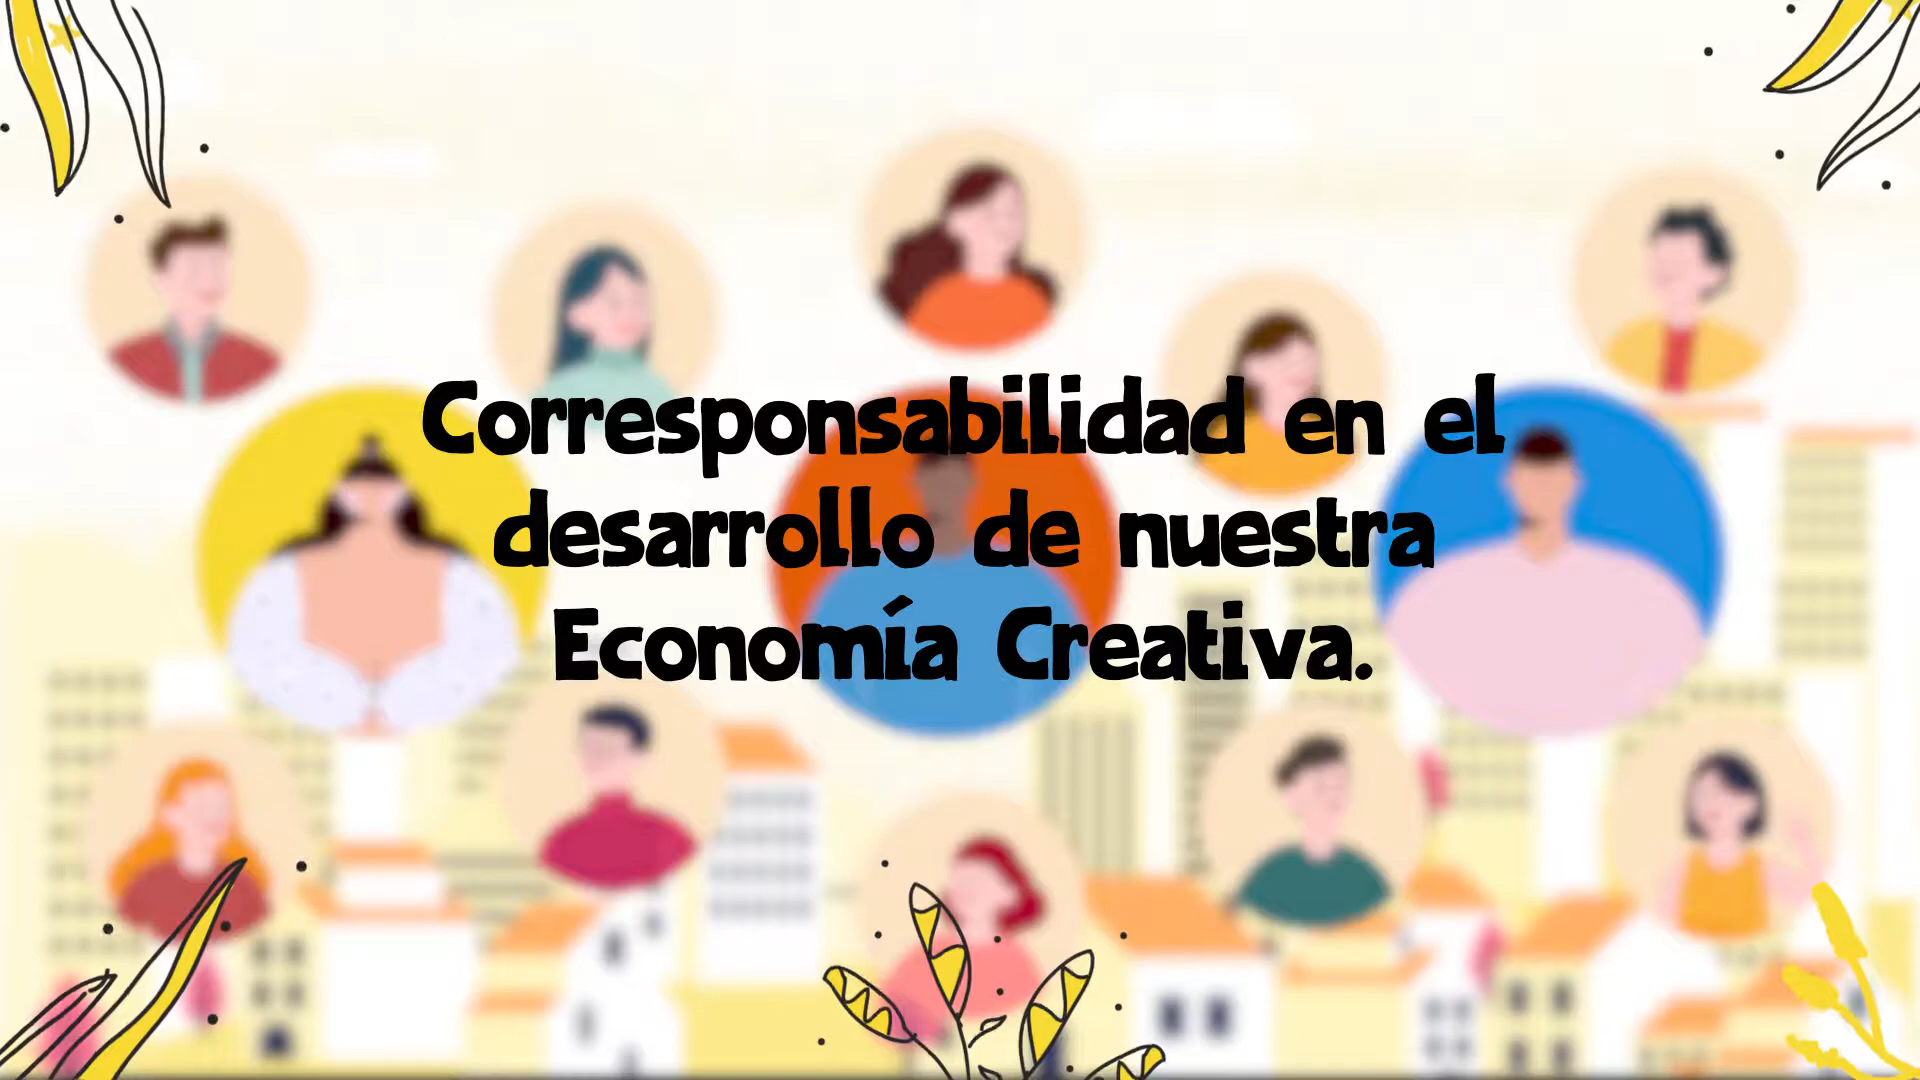 Corresponsabilidad en el
desarrollo de nuestra
Economía Creativa.